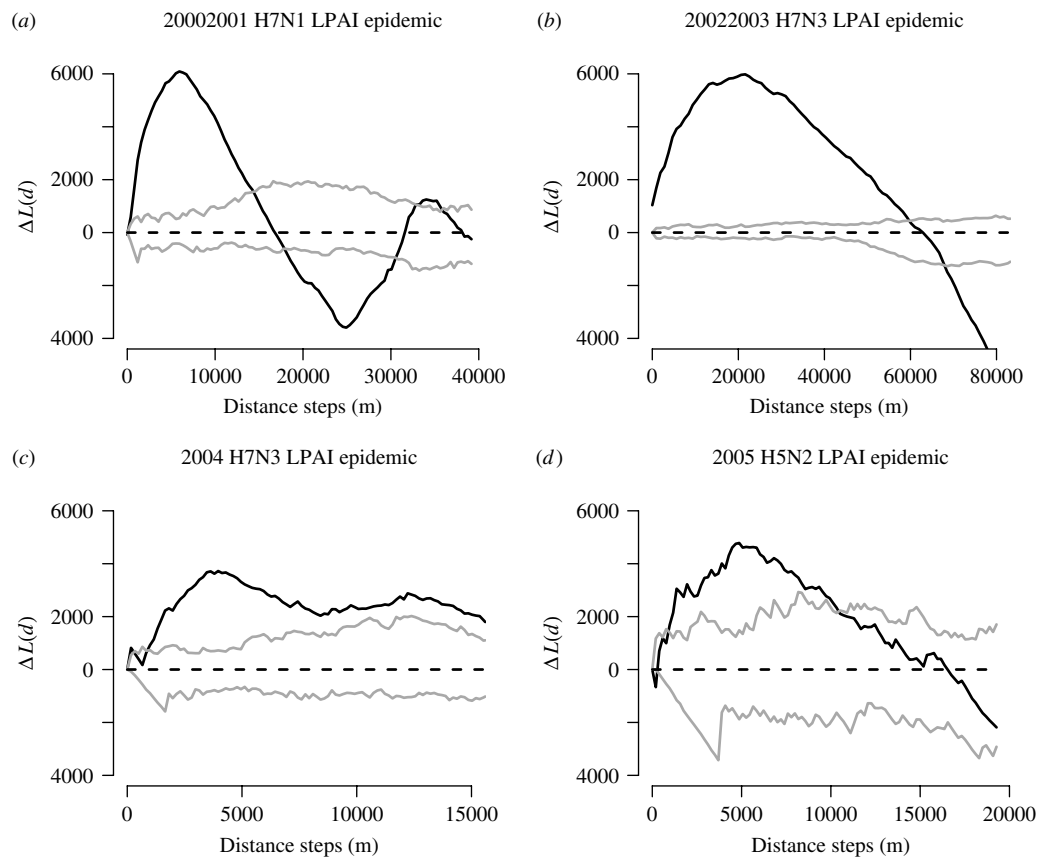 (a) 20002001 H7N1 LPAI epidemic
6000
2000
0
4000
ΔL(d)
0 10000 20000 30000 40000
Distance steps (m)
(b) 20022003 H7N3 LPAI epidemic
6000
2000
0
4000
ΔL(d)
0 20000 40000 60000 80000
Distance steps (m)
(c) 2004 H7N3 LPAI epidemic
6000
2000
0
4000
ΔL(d)
0 5000 10000 15000
Distance steps (m)
(d) 2005 H5N2 LPAI epidemic
6000
2000
0
4000
ΔL(d)
0 5000 10000 15000 20000
Distance steps (m)